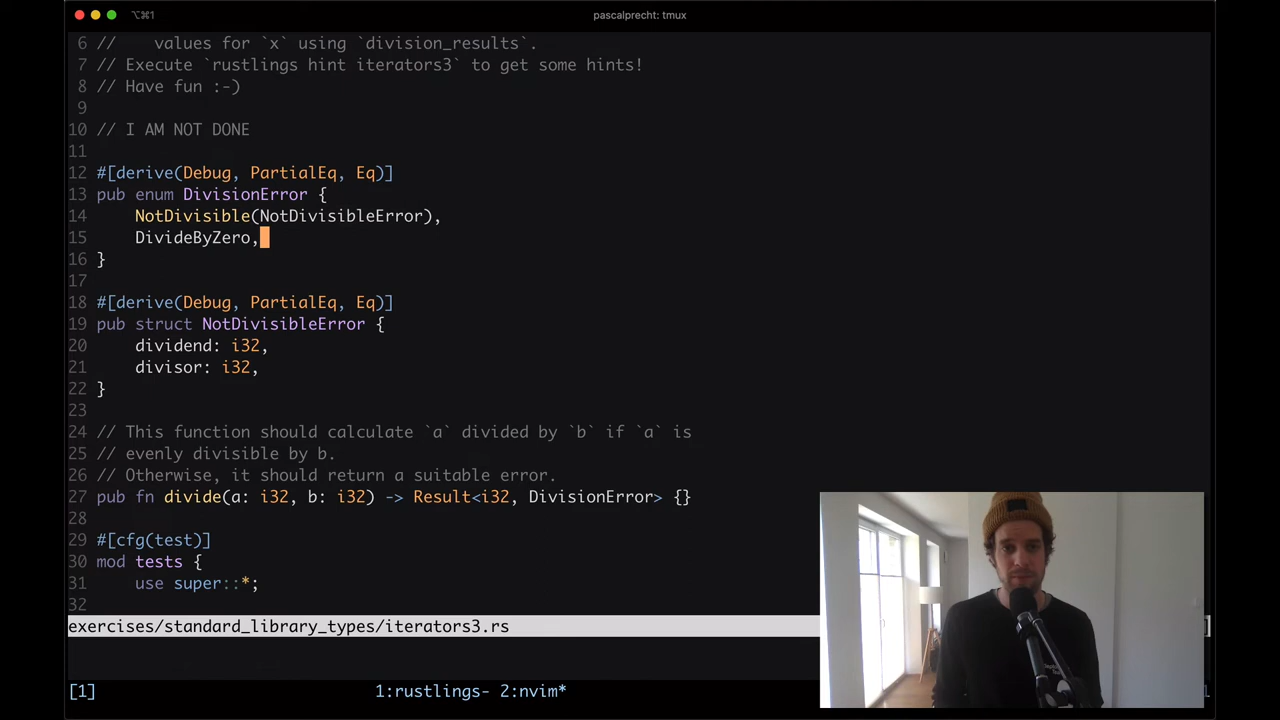 ⌥⌘1
pascalprecht: tmux
6 //    values for `x` using `division_results`.
7 // Execute `rustlings hint iterators3` to get some hints!
8 // Have fun :-)
9
10 // I AM NOT DONE
11
12 #[derive(Debug, PartialEq, Eq)]
13 pub enum DivisionError {
14     NotDivisible(NotDivisibleError),
15     DivideByZero,
16 }
17
18 #[derive(Debug, PartialEq, Eq)]
19 pub struct NotDivisibleError {
20     dividend: i32,
21     divisor: i32,
22 }
23
24 // This function should calculate `a` divided by `b` if `a` is
25 // evenly divisible by b.
26 // Otherwise, it should return a suitable error.
27 pub fn divide(a: i32, b: i32) -> Result<i32, DivisionError> {}
28
29 #[cfg(test)]
30 mod tests {
31     use super::*;
32
exercises/standard_library_types/iterators3.rs
[1] 1:rustlings- 2:nvim*